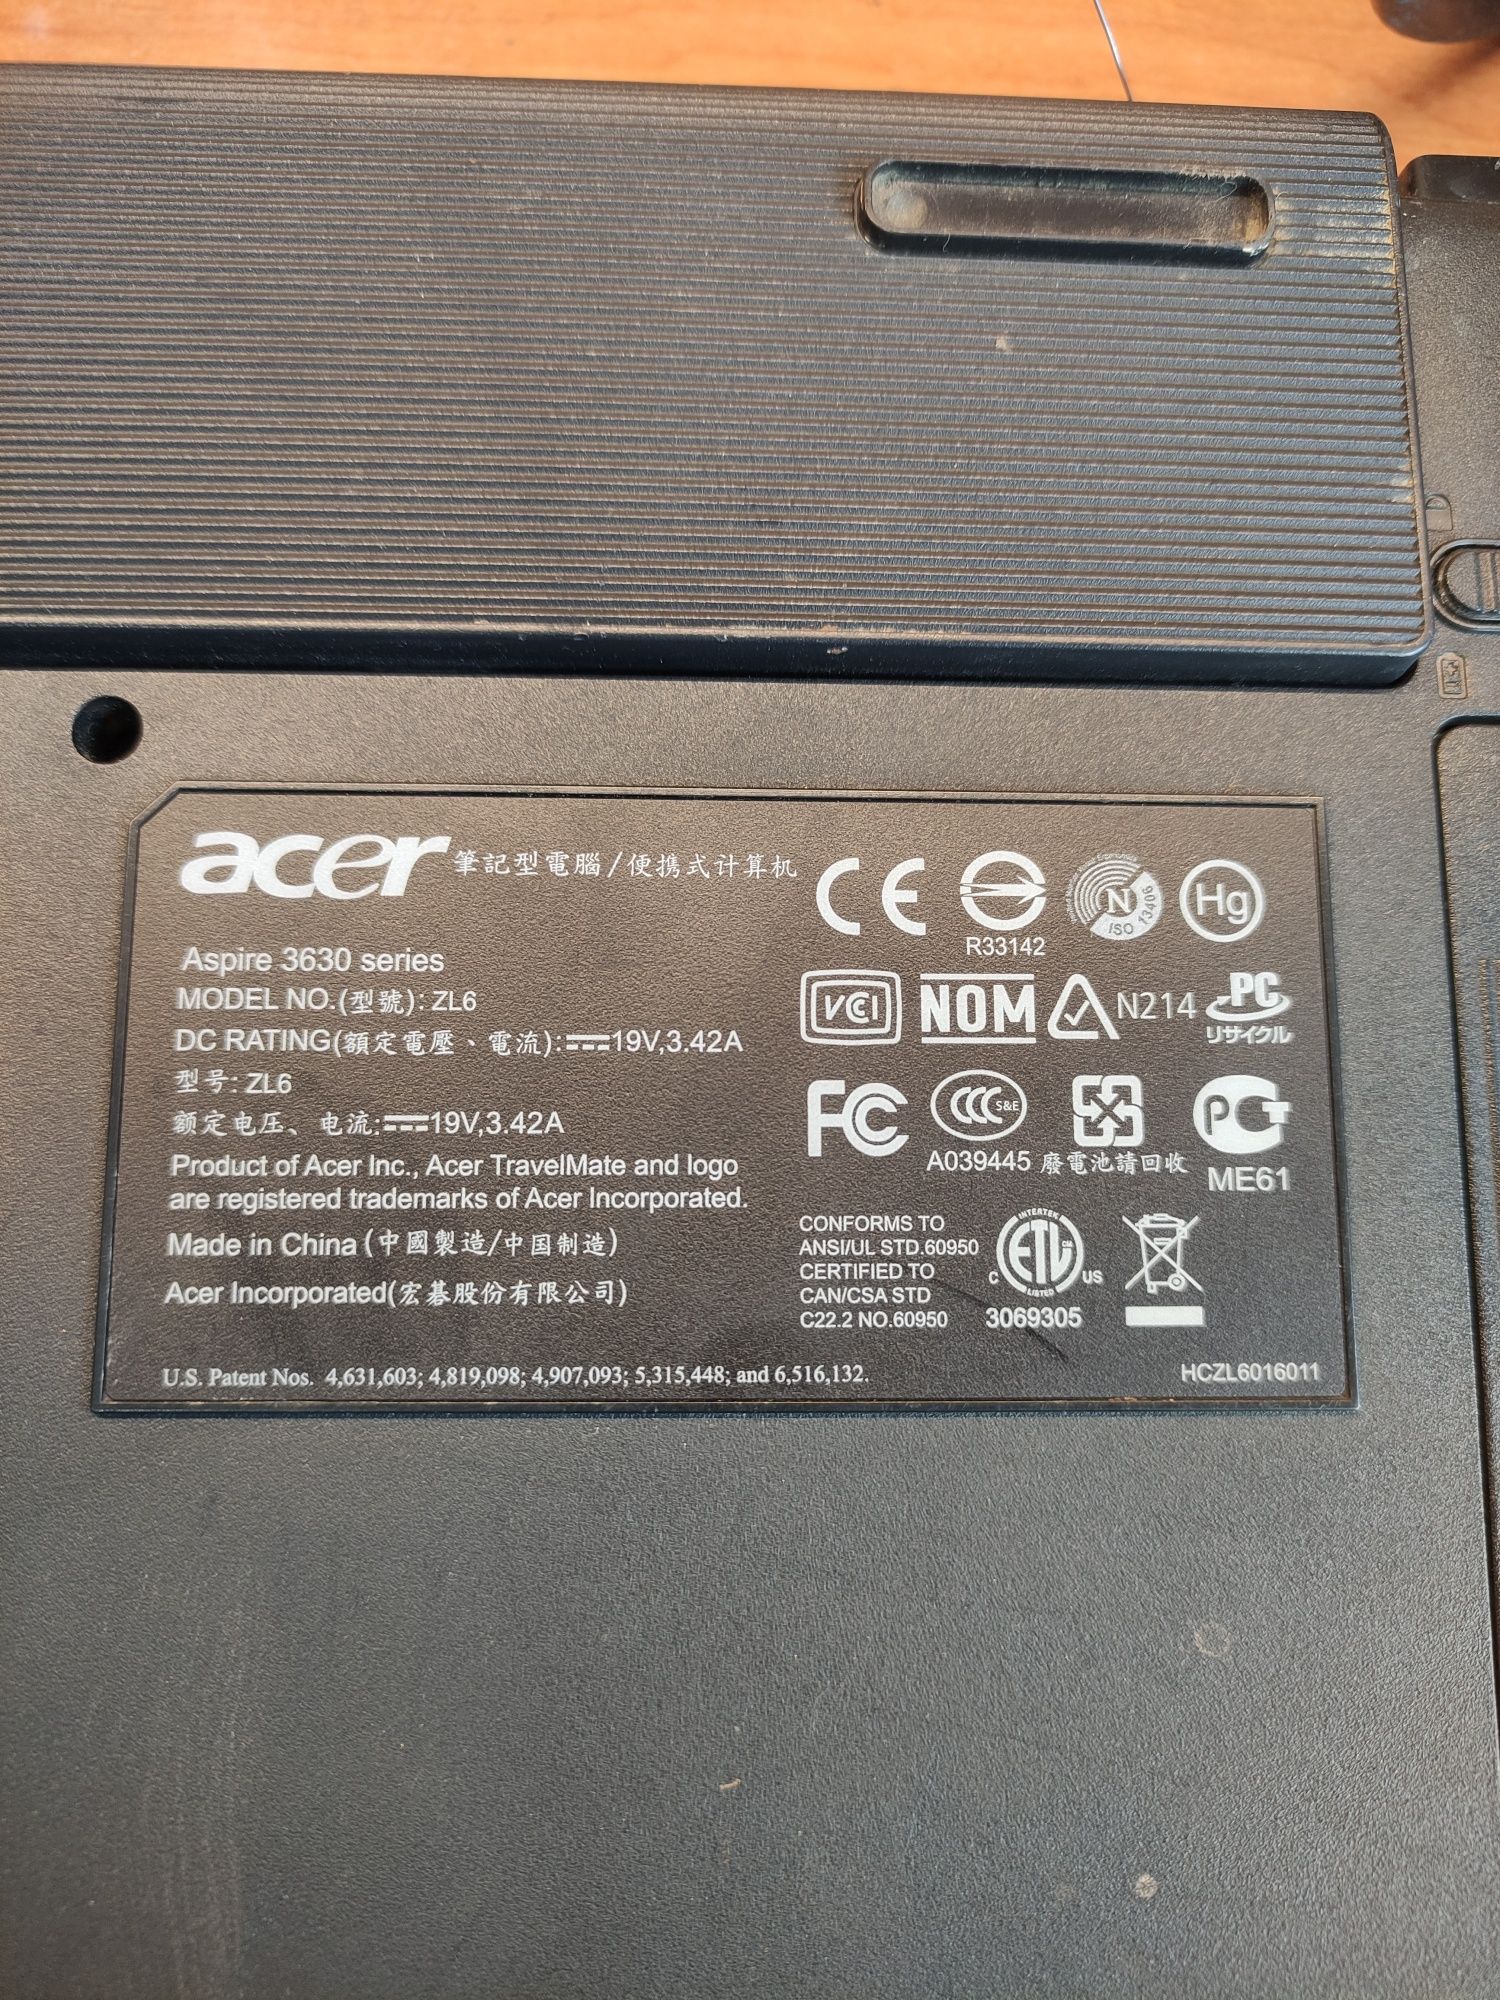 acer 筆記型電腦/便携式计算机
Aspire 3630 series
MODEL NO.(型號): ZL6
DC RATING(額定電壓、電流): 19V,3.42A
型号: ZL6
额定电压、电流: 19V,3.42A
Product of Acer Inc., Acer TravelMate and logo
are registered trademarks of Acer Incorporated.
Made in China (中國製造/中国制造)
Acer Incorporated(宏碁股份有限公司)
U.S. Patent Nos. 4,631,603; 4,819,098; 4,907,093; 5,315,448; and 6,516,132.
CE
R33142
N
ISO 13406
Hg
VCCI NOM N214 PC
リサイクル
FC CCC S&E PCT
A039445 廢電池請回收
ME61
CONFORMS TO
ANSI/UL STD.60950
CERTIFIED TO
CAN/CSA STD
C22.2 NO.60950
INTERTEK
C ETL CM US
LISTED
3069305
HCZL6016011